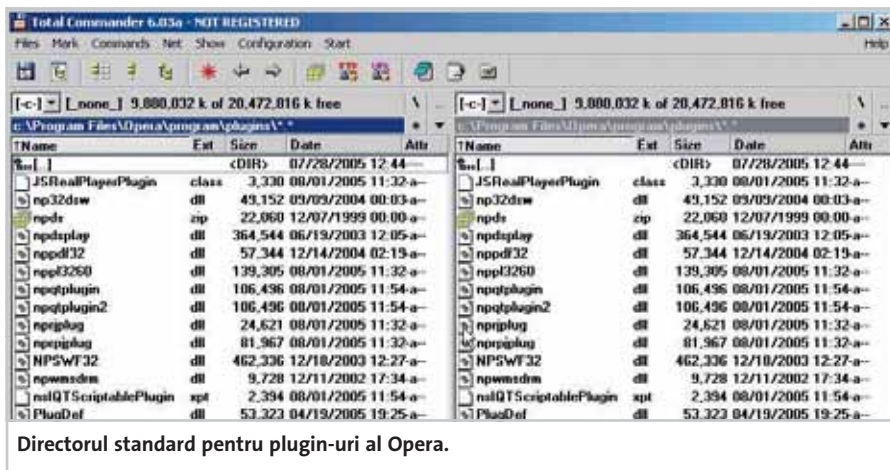 Total Commander 6.03a - NOT REGISTERED
Files Mark Commands Net Show Configuration Start Help
[-c-] [_none_] 9,880,032 k of 20,472,816 k free \ .. [-c-] [_none_] 9,880,032 k of 20,472,816 k free \ ..
c:\Program Files\Opera\program\plugins\*.* * c:\Program Files\Opera\program\plugins\*.* *
↑Name Ext Size Date Attr ↑Name Ext Size Date Attr
[..] <DIR> 07/28/2005 12:44---- [..] <DIR> 07/28/2005 12:44----
JSRealPlayerPlugin class 3,330 08/01/2005 11:32-a-- JSRealPlayerPlugin class 3,330 08/01/2005 11:32-a--
np32dsw dll 49,152 09/09/2004 00:03-a-- np32dsw dll 49,152 09/09/2004 00:03-a--
npds zip 22,060 12/07/1999 00:00-a-- npds zip 22,060 12/07/1999 00:00-a--
npdsplay dll 364,544 06/19/2003 12:05-a-- npdsplay dll 364,544 06/19/2003 12:05-a--
nppdf32 dll 57,344 12/14/2004 02:19-a-- nppdf32 dll 57,344 12/14/2004 02:19-a--
nppl3260 dll 139,305 08/01/2005 11:32-a-- nppl3260 dll 139,305 08/01/2005 11:32-a--
npqtplugin dll 106,496 08/01/2005 11:54-a-- npqtplugin dll 106,496 08/01/2005 11:54-a--
npqtplugin2 dll 106,496 08/01/2005 11:54-a-- npqtplugin2 dll 106,496 08/01/2005 11:54-a--
nprjplug dll 24,621 08/01/2005 11:32-a-- nprjplug dll 24,621 08/01/2005 11:32-a--
nprpjplug dll 81,967 08/01/2005 11:32-a-- nprpjplug dll 81,967 08/01/2005 11:32-a--
NPSWF32 dll 462,336 12/18/2003 12:27-a-- NPSWF32 dll 462,336 12/18/2003 12:27-a--
npwmsdrm dll 9,728 12/11/2002 17:34-a-- npwmsdrm dll 9,728 12/11/2002 17:34-a--
nsIQTScriptablePlugin xpt 2,394 08/01/2005 11:54-a-- nsIQTScriptablePlugin xpt 2,394 08/01/2005 11:54-a--
PlugDef dll 53,323 04/19/2005 19:25-a-- PlugDef dll 53,323 04/19/2005 19:25-a--
Directorul standard pentru plugin-uri al Opera.